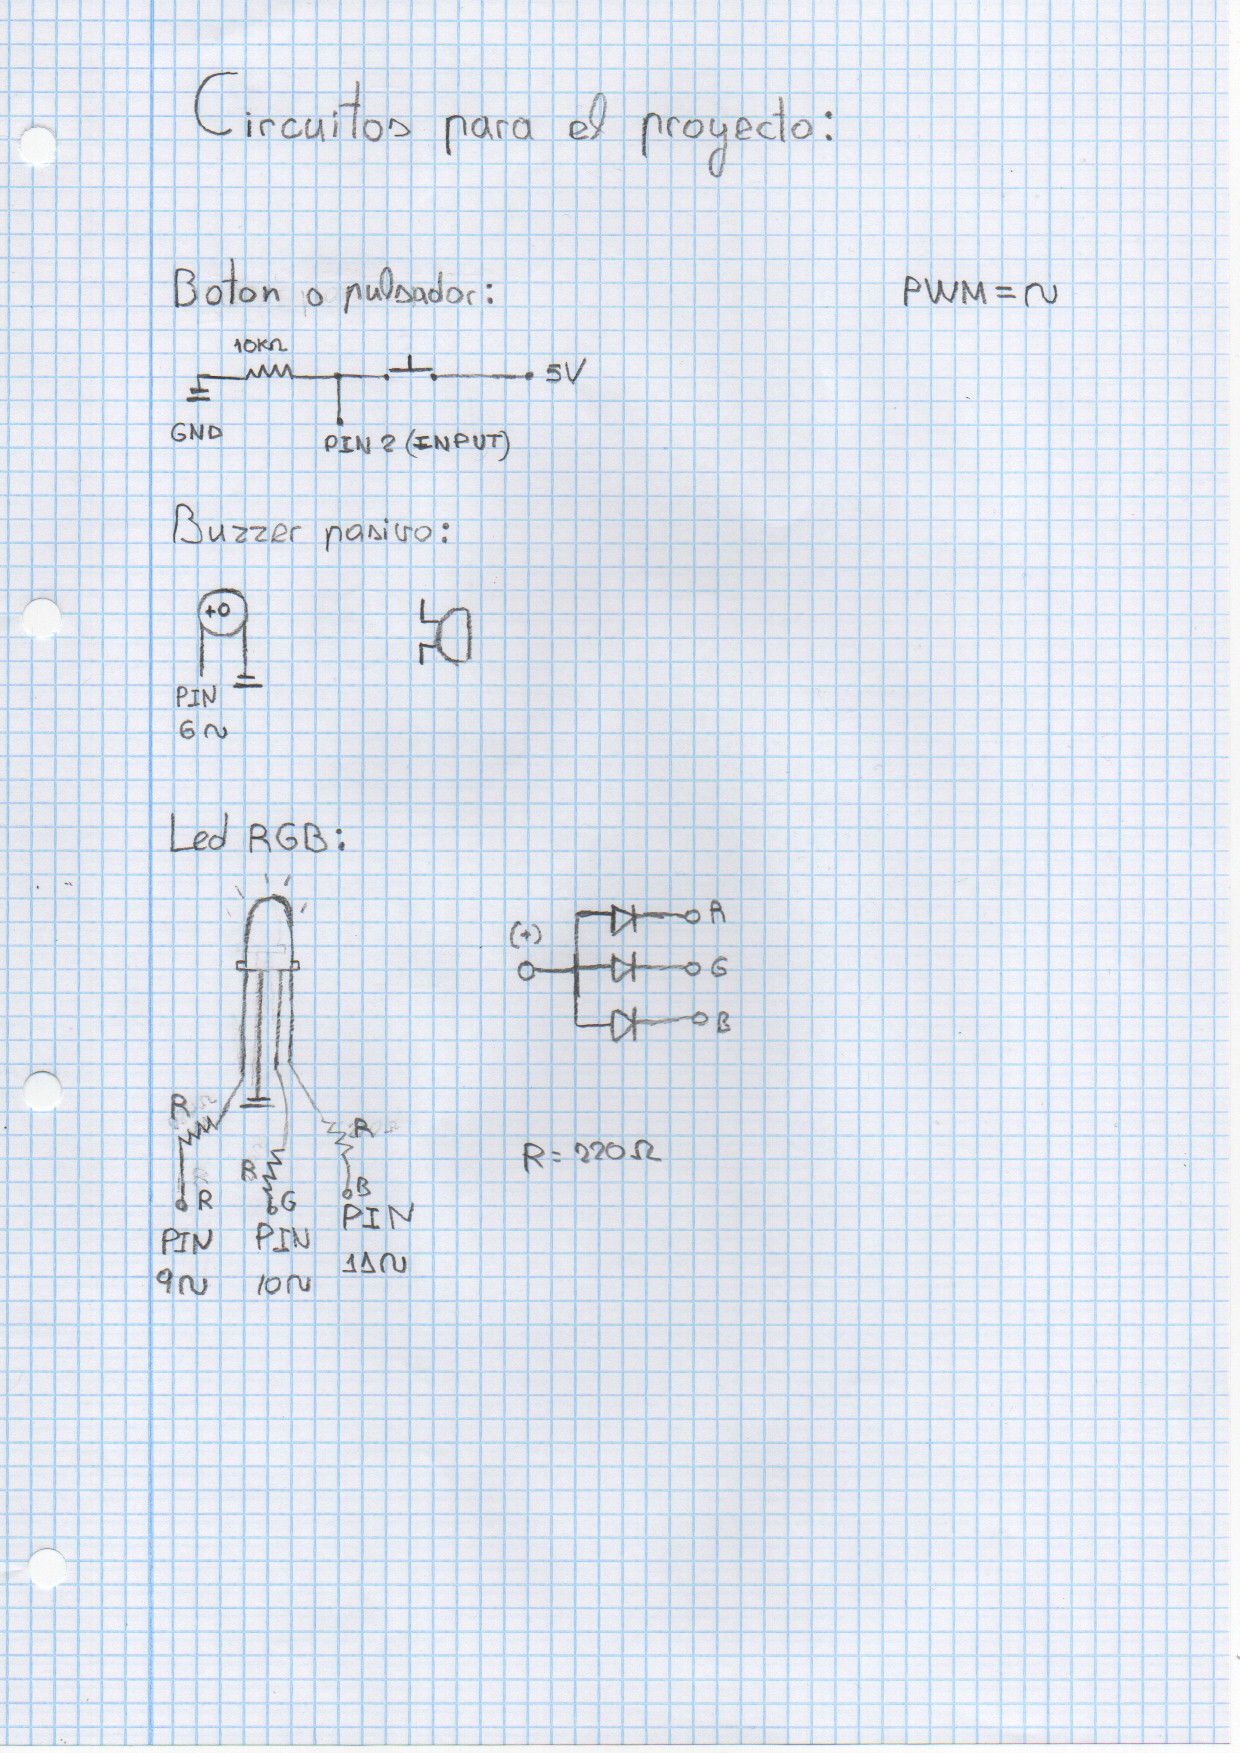 Circuitos para el proyecto:
Boton o pulsador:
PWM = ~
10KΩ
5V
GND
PIN 2 (INPUT)
Buzzer pasivo:
+
PIN
6~
Led RGB:
(+)
R
G
B
R
R
R
R = 220Ω
R
G
B
PIN
PIN
PIN
9~
10~
11~